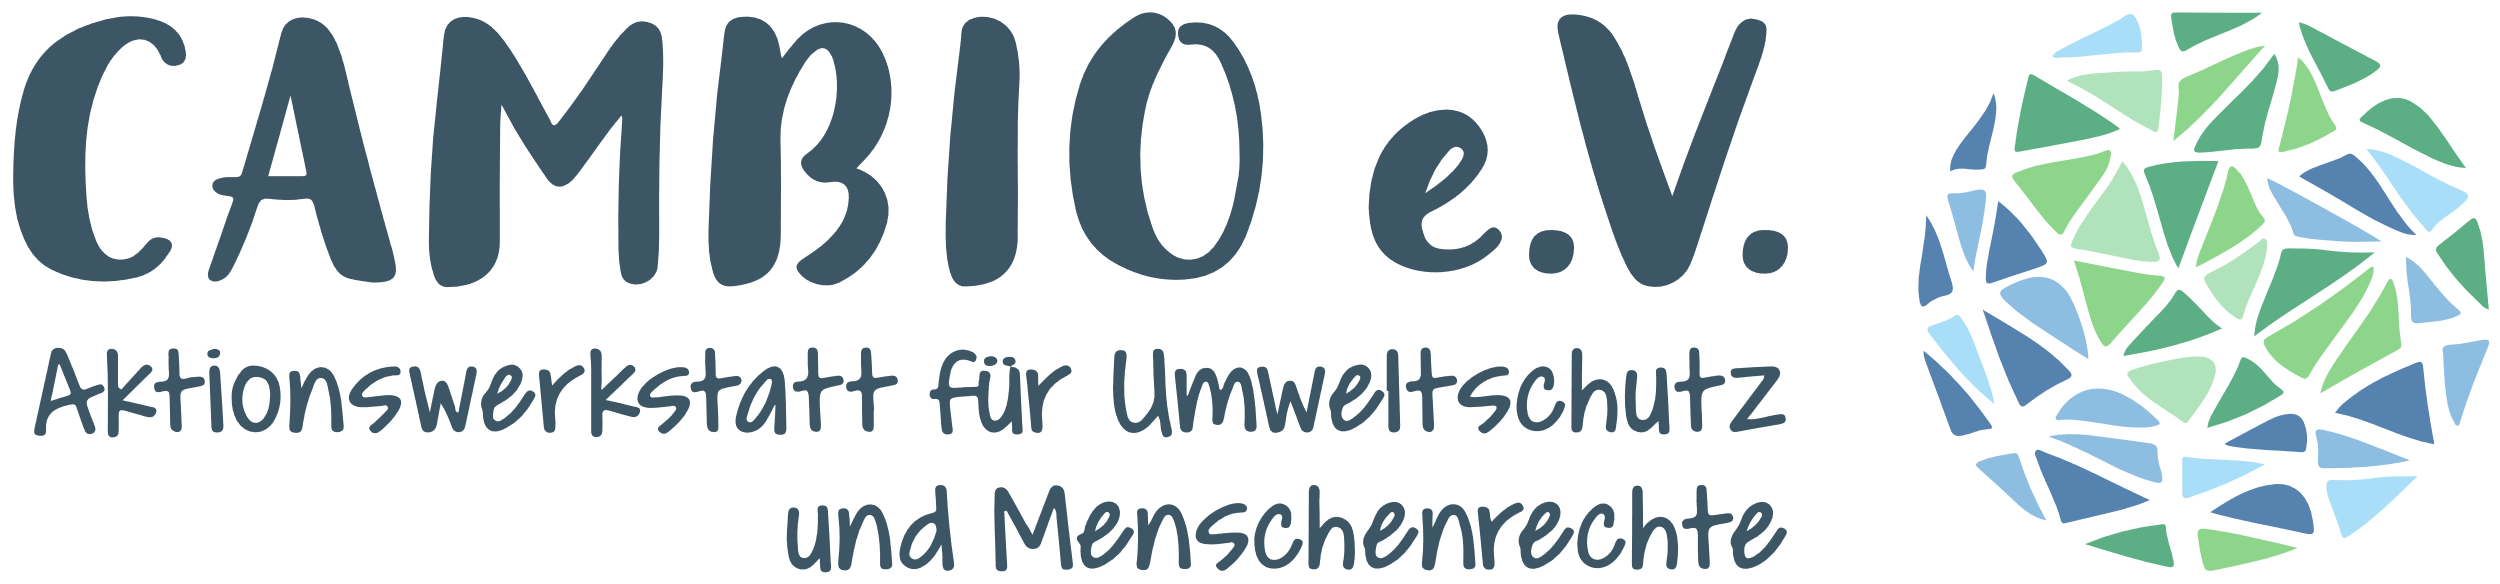 CAMBIO e.V.
Aktionswerkstatt für Umweltschutz
und Menschenrechte